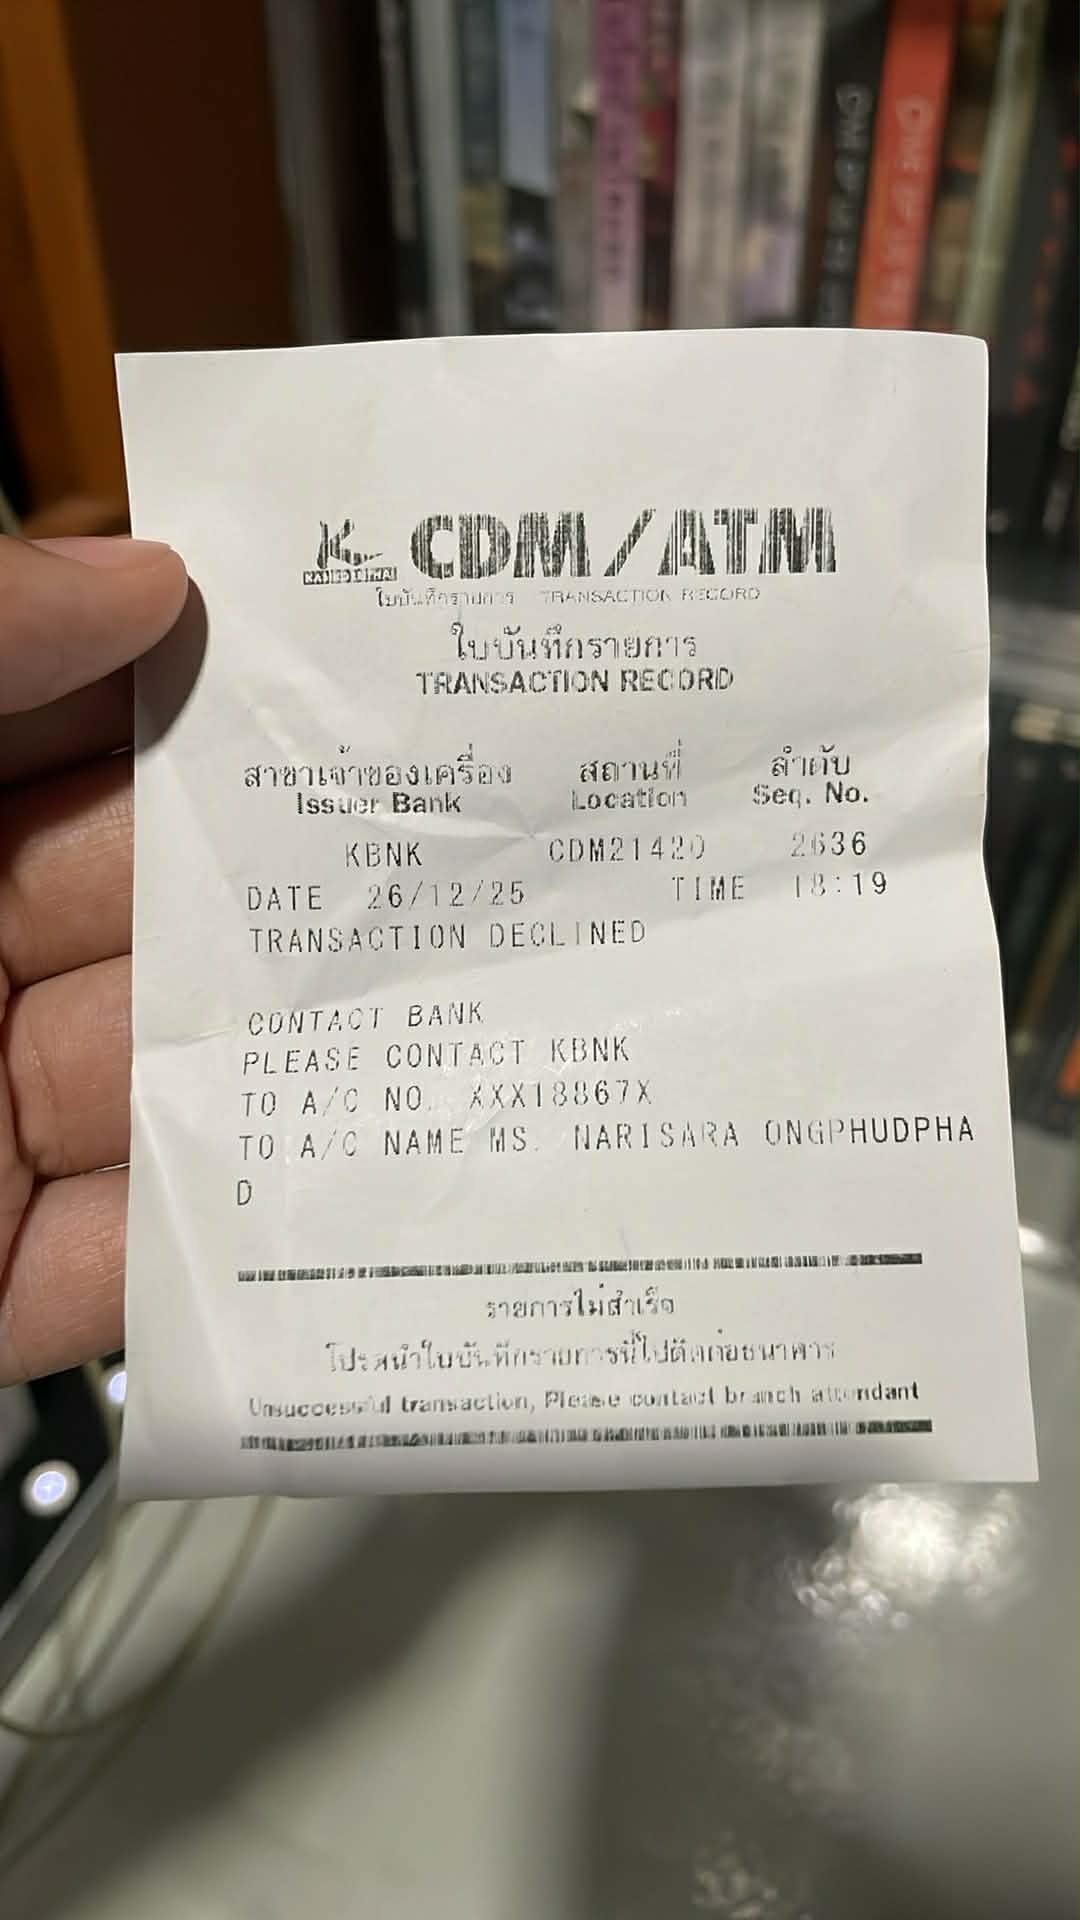 CDM/ATM
ใบบันทึกรายการ TRANSACTION RECORD
ใบบันทึกรายการ
TRANSACTION RECORD
สาขาเจ้าของเครื่อง สถานที่ ลำดับ
Issuer Bank Location Seq. No.
KBNK CDM21420 2636
DATE 26/12/25 TIME 18:19
TRANSACTION DECLINED
CONTACT BANK
PLEASE CONTACT KBNK
TO A/C NO. XXX18867X
TO A/C NAME MS. NARISARA ONGPHUDPHA
D
รายการไม่สำเร็จ
โปรดนำใบบันทึกรายการนี้ไปติดต่อธนาคาร
Unsuccessful transaction, Please contact branch attendant